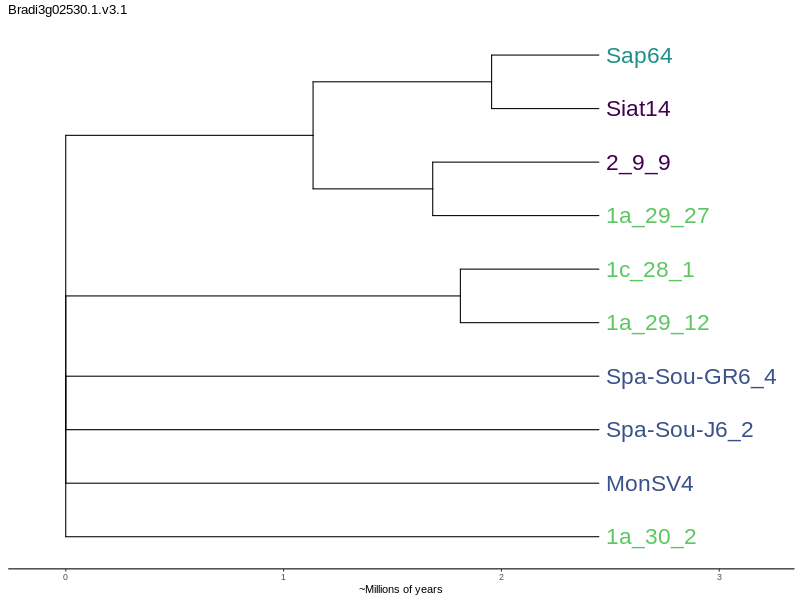 Bradi3g02530.1.v3.1
Sap64
Siat14
2_9_9
1a_29_27
1c_28_1
1a_29_12
Spa-Sou-GR6_4
Spa-Sou-J6_2
MonSV4
1a_30_2
0 1 2 3
~Millions of years